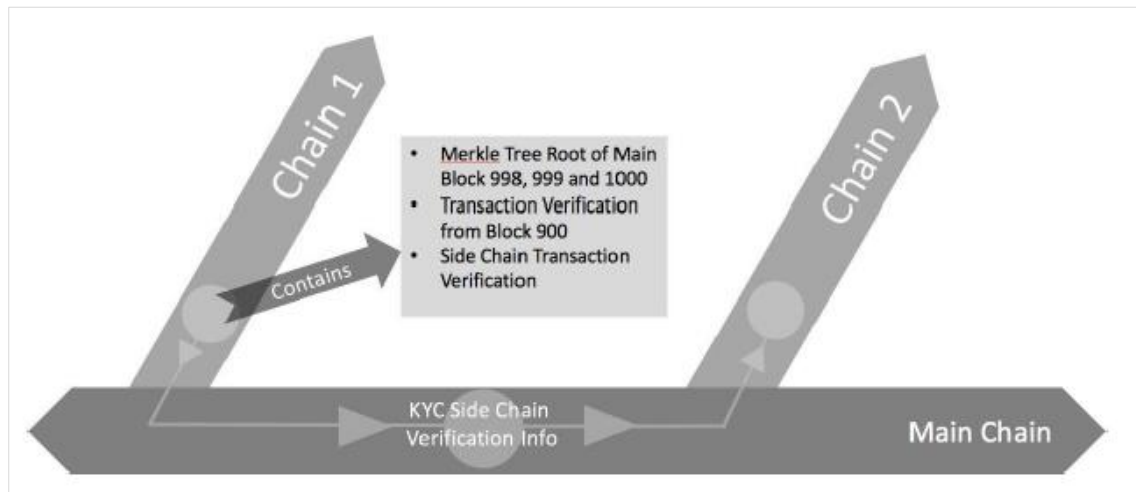 Chain 1
Chain 2
• Merkle Tree Root of Main
Block 998, 999 and 1000
• Transaction Verification
from Block 900
• Side Chain Transaction
Verification
Contains
KYC Side Chain
Verification Info
Main Chain